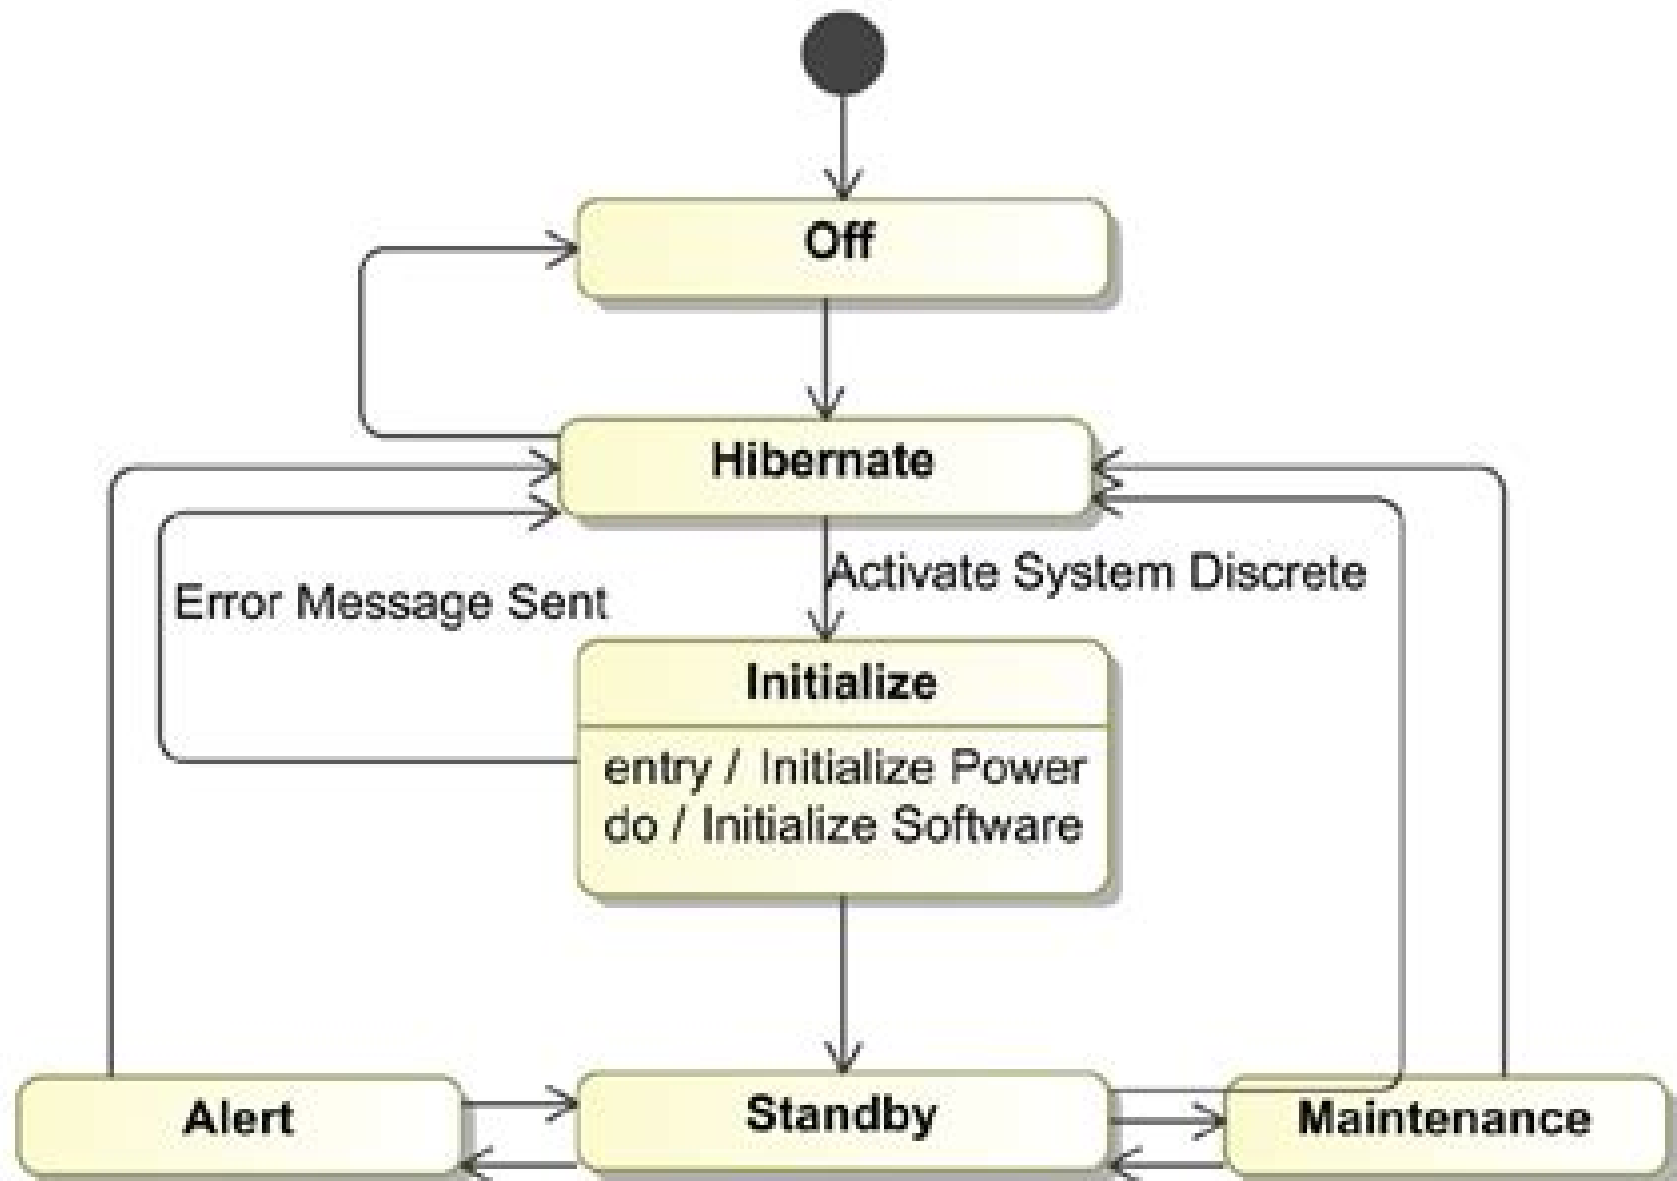 Off
Hibernate
Activate System Discrete
Error Message Sent
Initialize
entry / Initialize Power
do / Initialize Software
Alert
Standby
Maintenance